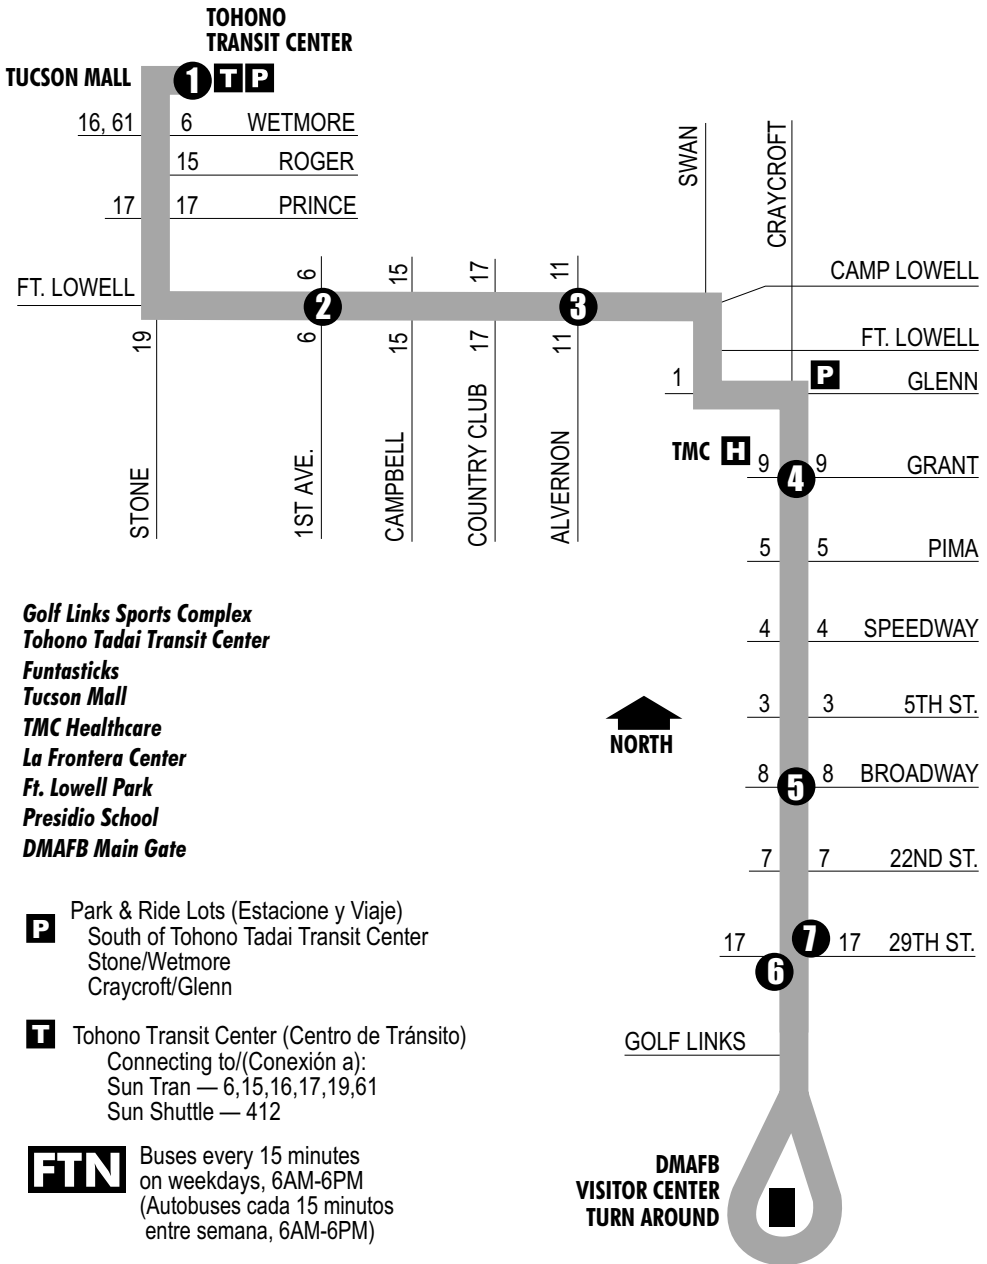 TOHONO
TRANSIT CENTER
TUCSON MALL
1 T P
16, 61 6 WETMORE
15 ROGER
17 17 PRINCE
FT. LOWELL
SWAN
CRAYCROFT
CAMP LOWELL
FT. LOWELL
6 15 17 11
2 3
19 6 15 17 11
STONE
1ST AVE.
CAMPBELL
COUNTRY CLUB
ALVERNON
1 P GLENN
TMC H 9 4 9 GRANT
5 5 PIMA
4 4 SPEEDWAY
3 3 5TH ST.
8 5 8 BROADWAY
7 7 22ND ST.
17 6 7 17 29TH ST.
GOLF LINKS
DMAFB
VISITOR CENTER
TURN AROUND
NORTH
Golf Links Sports Complex
Tohono Tadai Transit Center
Funtasticks
Tucson Mall
TMC Healthcare
La Frontera Center
Ft. Lowell Park
Presidio School
DMAFB Main Gate
P Park & Ride Lots (Estacione y Viaje)
South of Tohono Tadai Transit Center
Stone/Wetmore
Craycroft/Glenn
T Tohono Transit Center (Centro de Tránsito)
Connecting to/(Conexión a):
Sun Tran — 6,15,16,17,19,61
Sun Shuttle — 412
FTN Buses every 15 minutes
on weekdays, 6AM-6PM
(Autobuses cada 15 minutos
entre semana, 6AM-6PM)